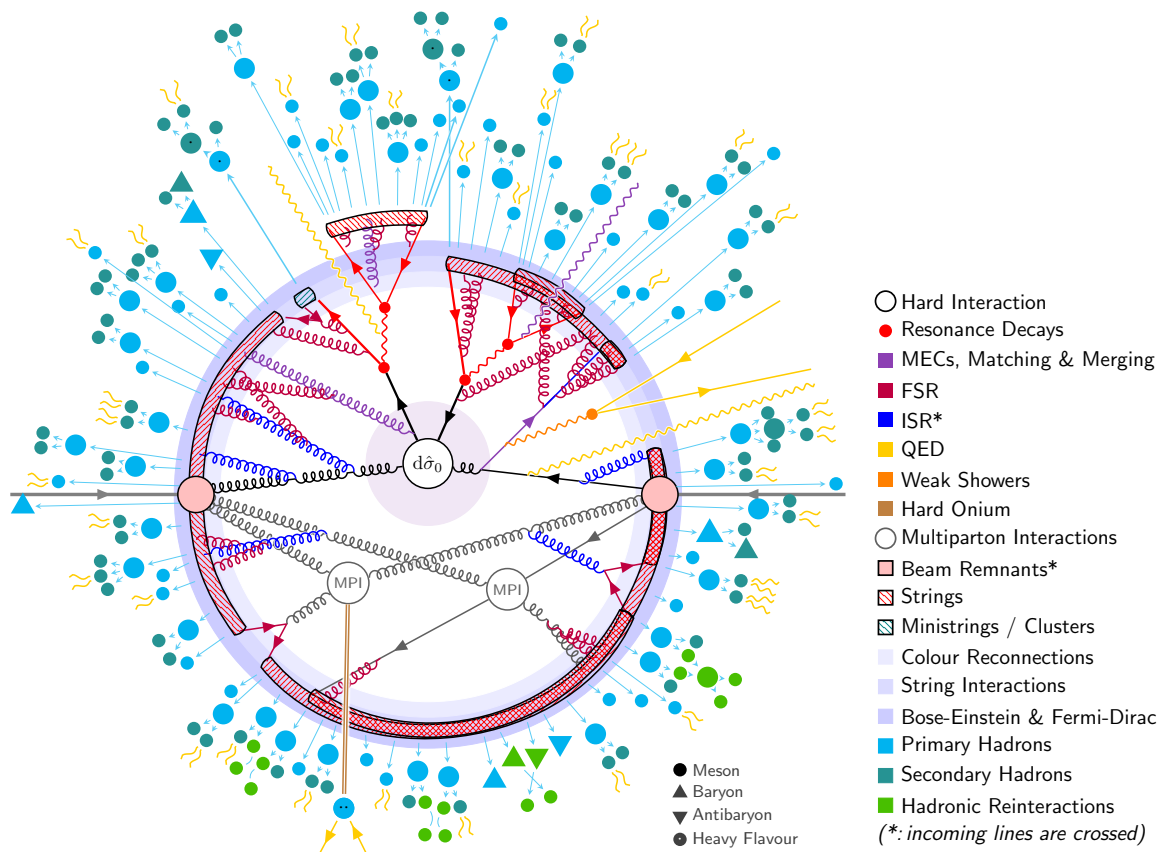 dσ̂₀
MPI
MPI
Hard Interaction
Resonance Decays
MECs, Matching & Merging
FSR
ISR*
QED
Weak Showers
Hard Onium
Multiparton Interactions
Beam Remnants*
Strings
Ministrings / Clusters
Colour Reconnections
String Interactions
Bose-Einstein & Fermi-Dirac
Primary Hadrons
Secondary Hadrons
Hadronic Reinteractions
(*: incoming lines are crossed)
Meson
Baryon
Antibaryon
Heavy Flavour